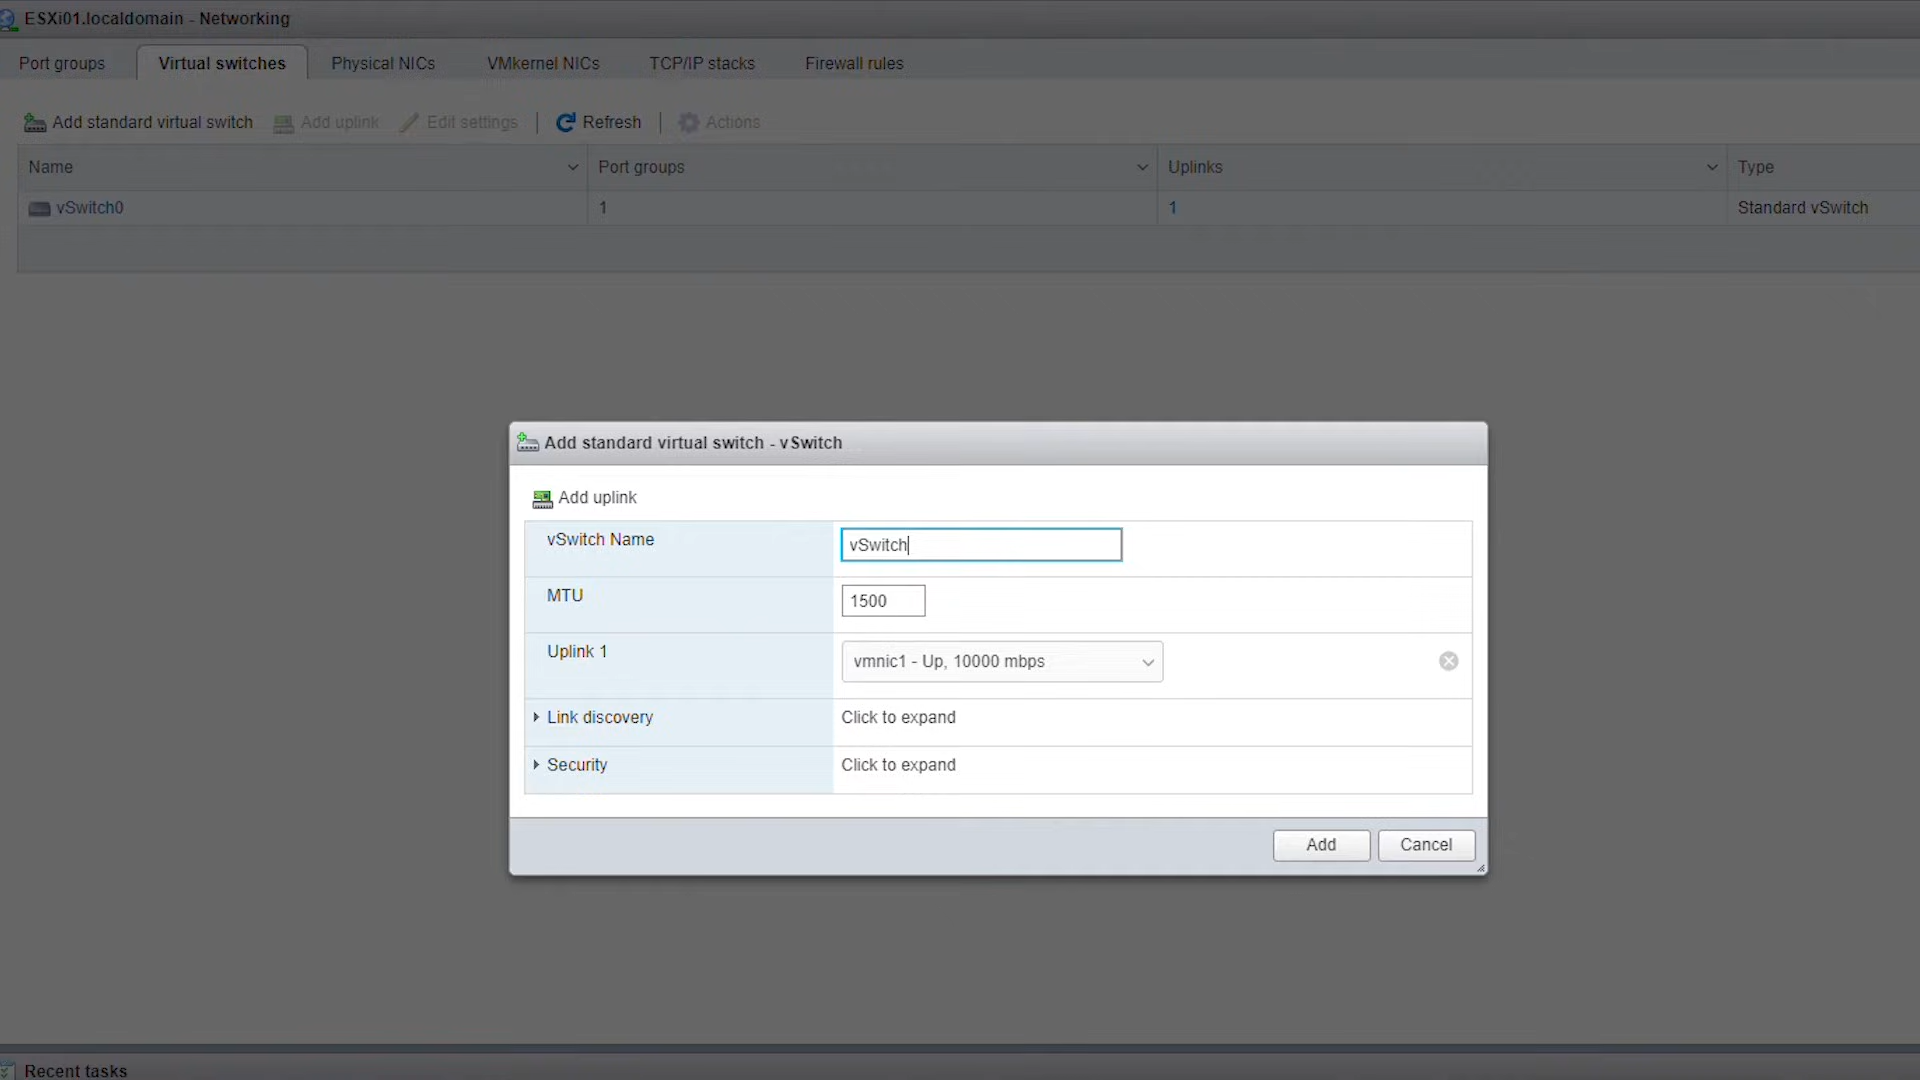 ESXi01.localdomain - Networking
Port groups Virtual switches Physical NICs VMkernel NICs TCP/IP stacks Firewall rules
Add standard virtual switch Add uplink Edit settings Refresh Actions
Name Port groups Uplinks Type
vSwitch0 1 1 Standard vSwitch
Add standard virtual switch - vSwitch
Add uplink
vSwitch Name vSwitch
MTU 1500
Uplink 1 vmnic1 - Up, 10000 mbps
Link discovery Click to expand
Security Click to expand
Add Cancel
Recent tasks